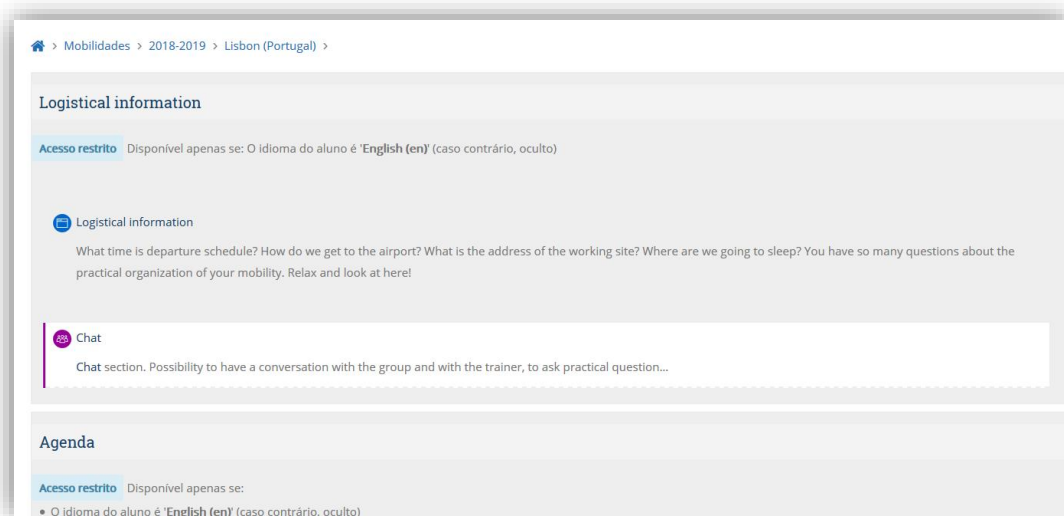 > Mobilidades > 2018-2019 > Lisbon (Portugal) >
Logistical information
Acesso restrito Disponível apenas se: O idioma do aluno é 'English (en)' (caso contrário, oculto)
Logistical information
What time is departure schedule? How do we get to the airport? What is the address of the working site? Where are we going to sleep? You have so many questions about the
practical organization of your mobility. Relax and look at here!
Chat
Chat section. Possibility to have a conversation with the group and with the trainer, to ask practical question...
Agenda
Acesso restrito Disponível apenas se:
• O idioma do aluno é 'English (en)' (caso contrário, oculto)